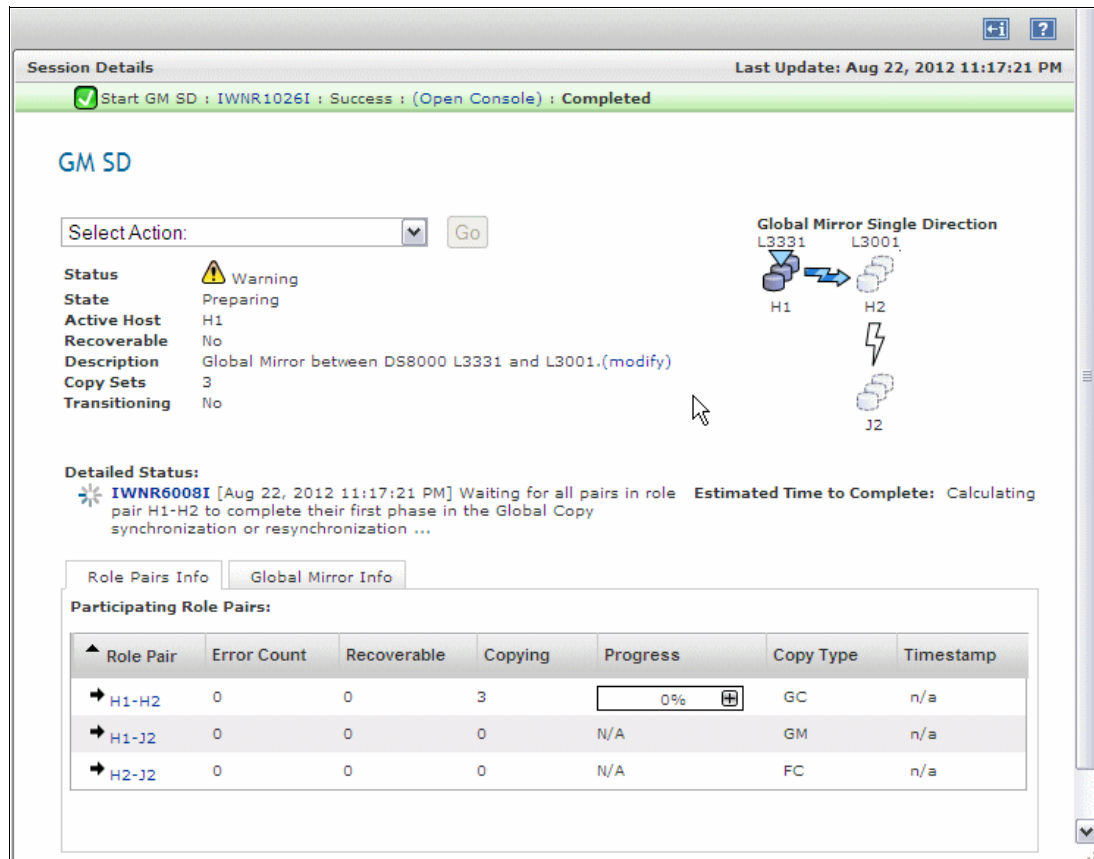 Session Details Last Update: Aug 22, 2012 11:17:21 PM
Start GM SD : IWNR1026I : Success : (Open Console) : Completed
GM SD
Select Action: Go
Global Mirror Single Direction
L3331 L3001
H1 H2
J2
Status Warning
State Preparing
Active Host H1
Recoverable No
Description Global Mirror between DS8000 L3331 and L3001.(modify)
Copy Sets 3
Transitioning No
Detailed Status:
IWNR6008I [Aug 22, 2012 11:17:21 PM] Waiting for all pairs in role
pair H1-H2 to complete their first phase in the Global Copy
synchronization or resynchronization ...
Estimated Time to Complete: Calculating
Role Pairs Info Global Mirror Info
Participating Role Pairs:
Role Pair Error Count Recoverable Copying Progress Copy Type Timestamp
H1-H2 0 0 3 0% GC n/a
H1-J2 0 0 0 N/A GM n/a
H2-J2 0 0 0 N/A FC n/a